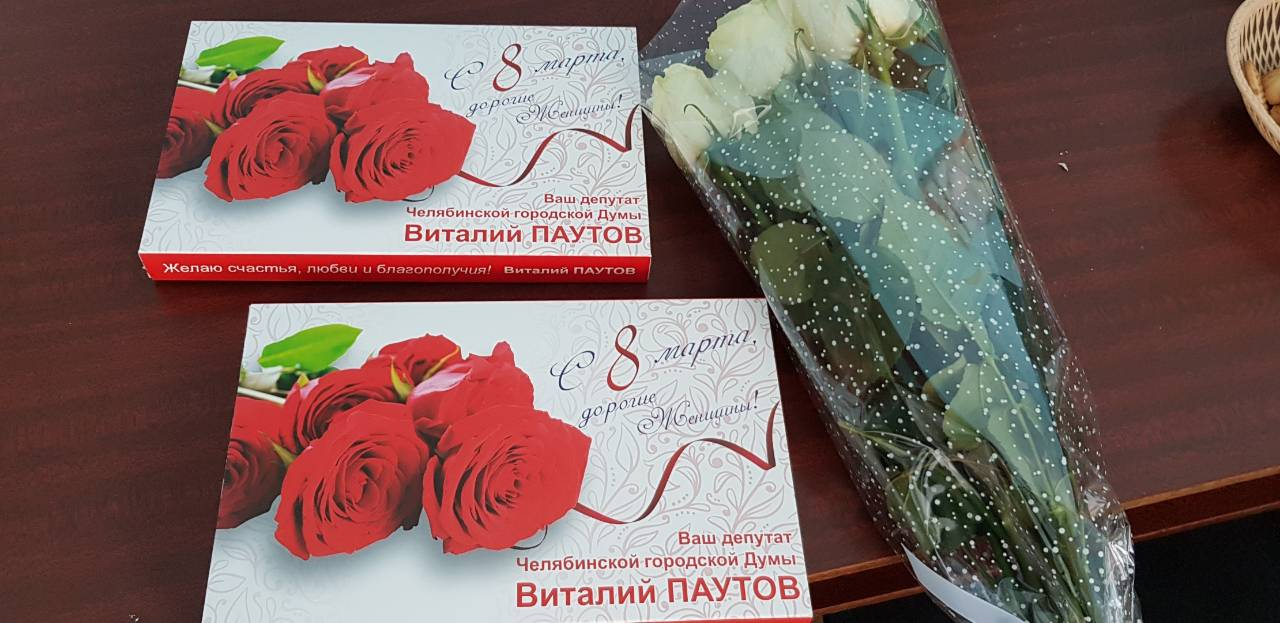 С 8 марта,
дорогие
Женщины!
Ваш депутат
Челябинской городской Думы
Виталий ПАУТОВ
Желаю счастья, любви и благополучия! Виталий ПАУТОВ
С 8 марта,
дорогие
Женщины!
Ваш депутат
Челябинской городской Думы
Виталий ПАУТОВ